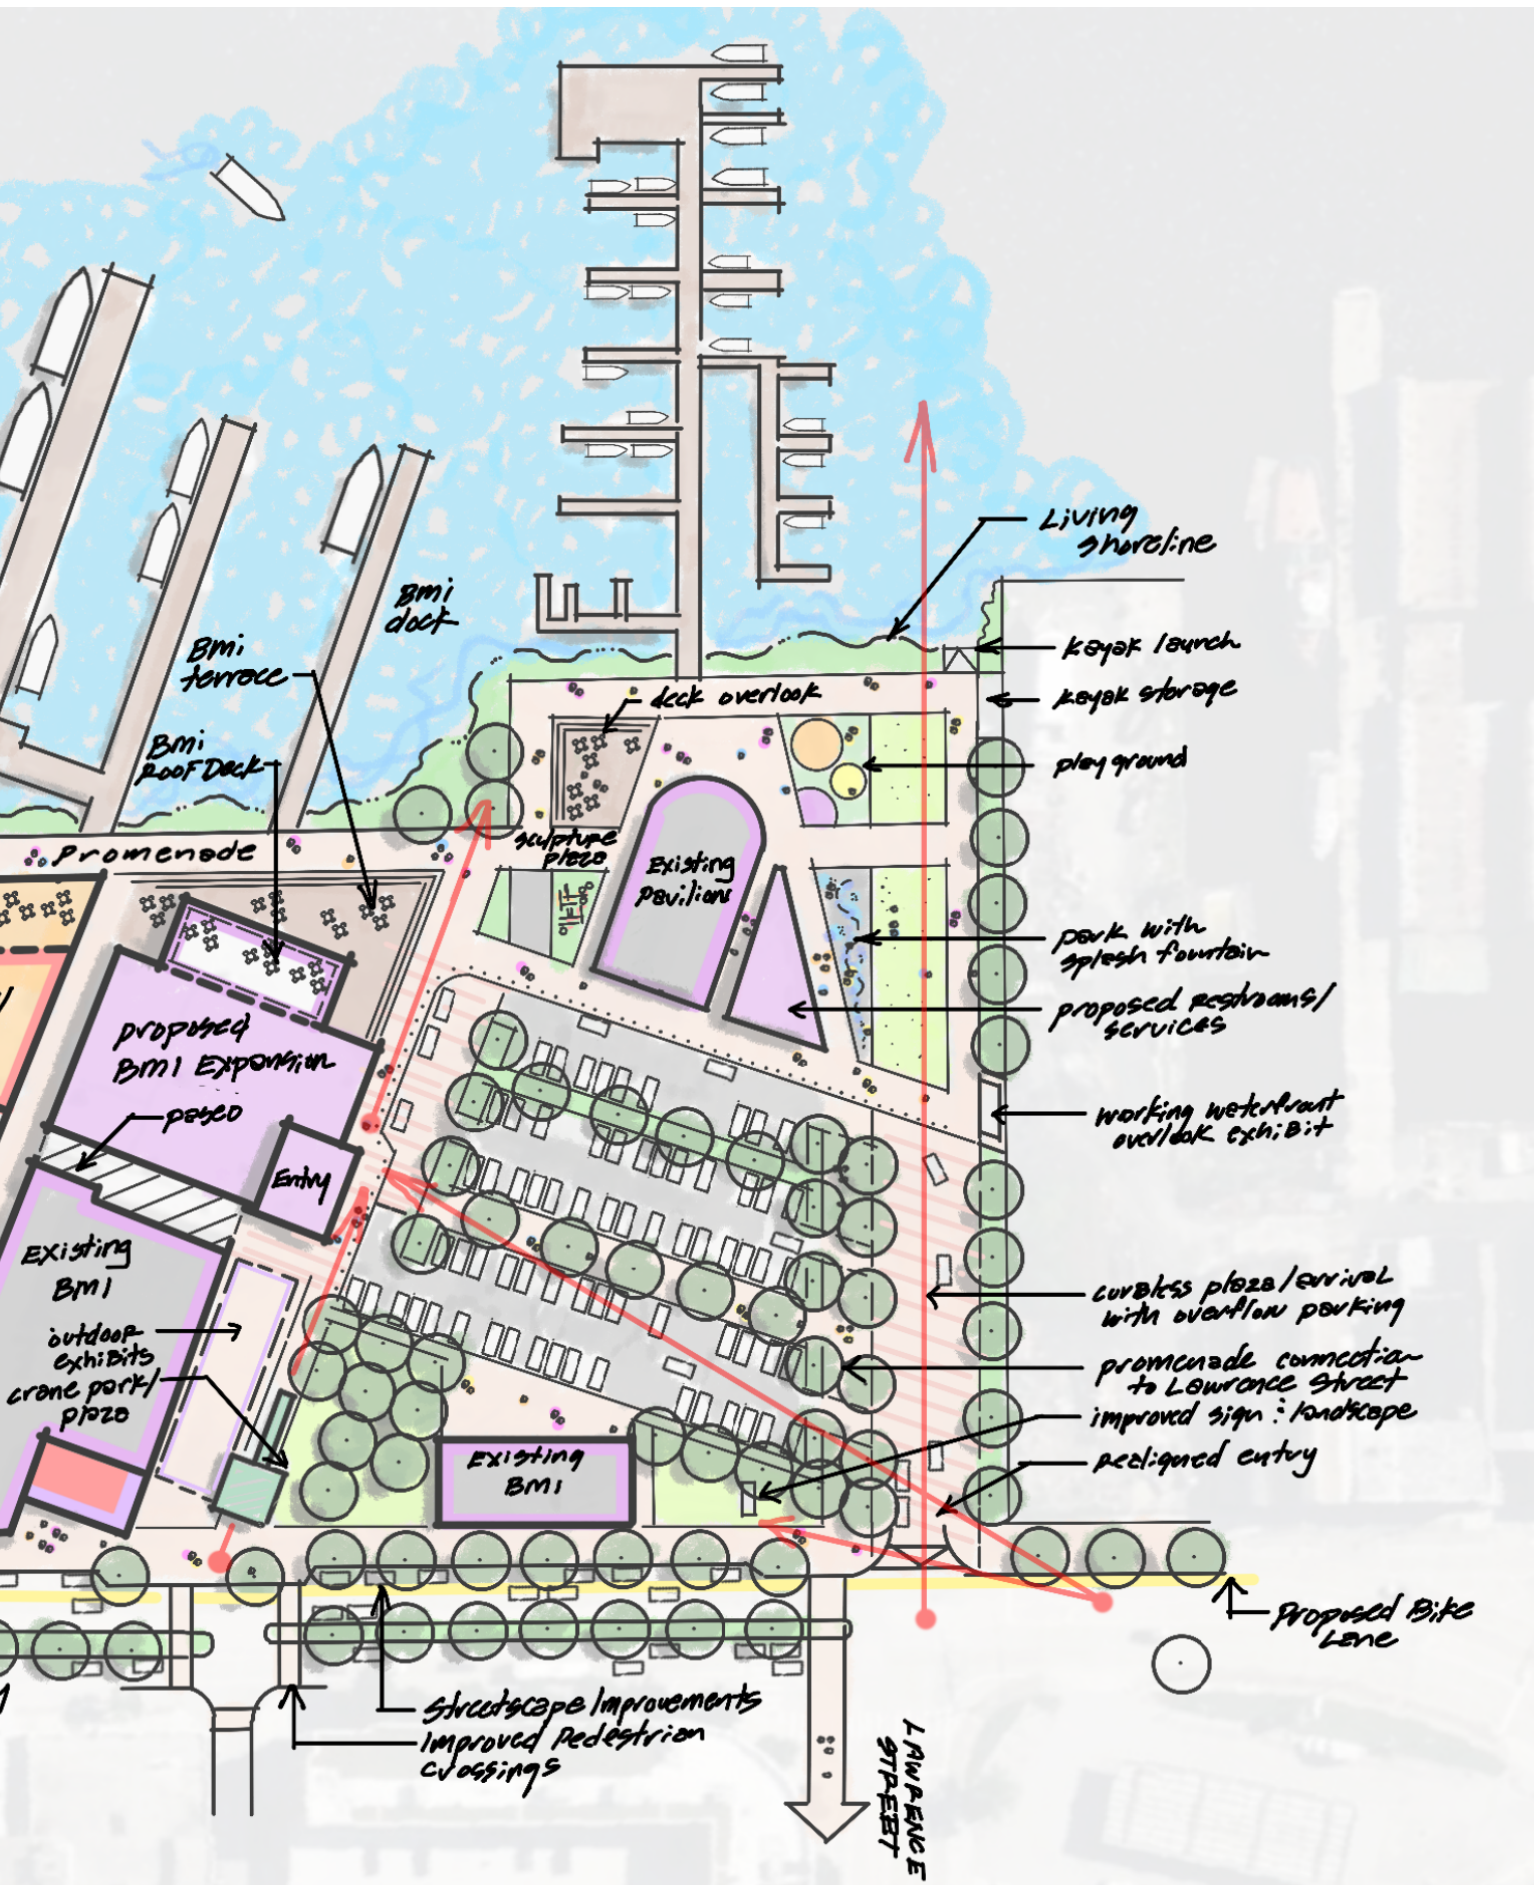 Living
shoreline
Bmi
dock
Bmi
terrace
kayak launch
deck overlook
kayak storage
Bmi
Roof Deck
playground
sculpture
plaza
Promenade
Existing
Pavilion
park with
splash fountain
proposed restrooms/
services
proposed
BMI Expansion
paseo
working waterfront
overlook exhibit
Entry
Existing
BMI
curbless plaza/arrival
with overflow parking
outdoor
exhibits
crane park/
plaza
promenade connection
to Lawrence Street
improved sign & landscape
realigned entry
Existing
BMI
Proposed Bike
Lane
Streetscape Improvements
Improved Pedestrian
Crossings
LAWRENCE
STREET